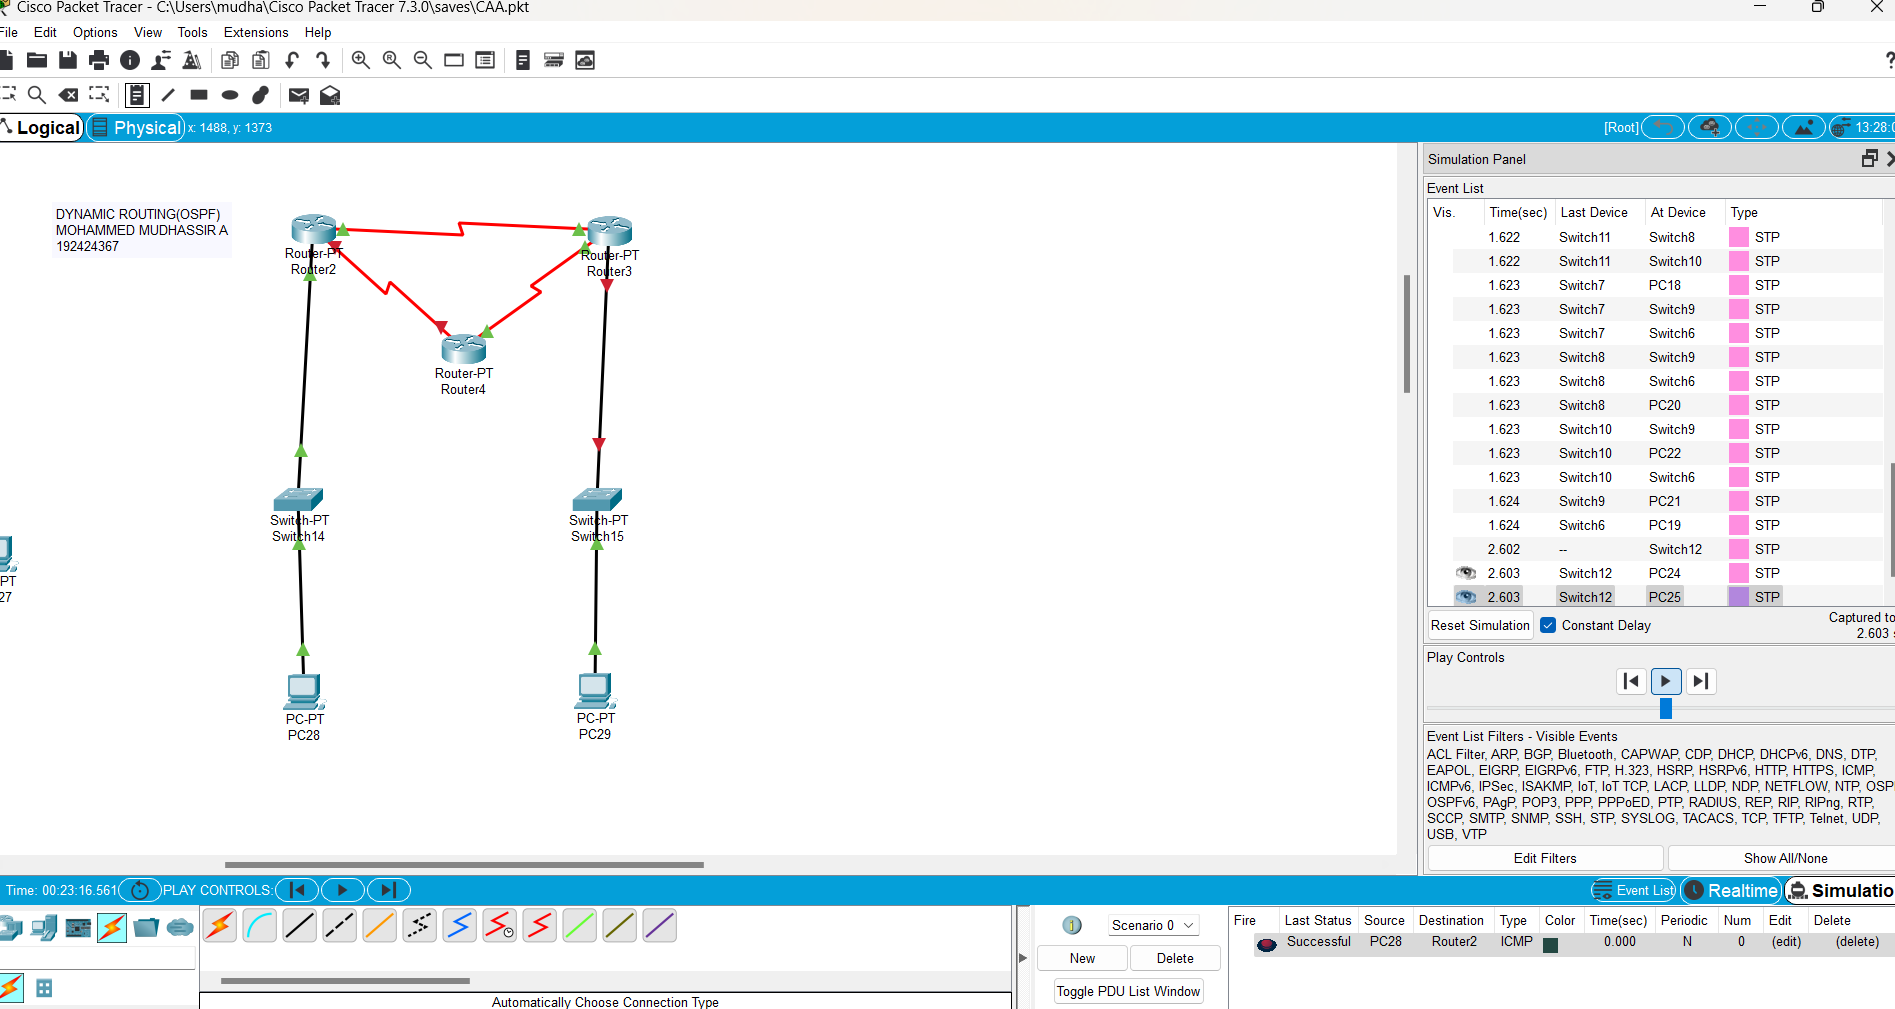 Cisco Packet Tracer - C:\Users\mudha\Cisco Packet Tracer 7.3.0\saves\CAA.pkt
File Edit Options View Tools Extensions Help
?
Logical Physical x: 1488, y: 1373 [Root] 13:28:0
DYNAMIC ROUTING(OSPF)
MOHAMMED MUDHASSIR A
192424367
Router-PT
Router2
Router-PT
Router3
Router-PT
Router4
Switch-PT
Switch14
Switch-PT
Switch15
PT
27
PC-PT
PC28
PC-PT
PC29
Simulation Panel
Event List
Vis. Time(sec) Last Device At Device Type
1.622 Switch11 Switch8 STP
1.622 Switch11 Switch10 STP
1.623 Switch7 PC18 STP
1.623 Switch7 Switch9 STP
1.623 Switch7 Switch6 STP
1.623 Switch8 Switch9 STP
1.623 Switch8 Switch6 STP
1.623 Switch8 PC20 STP
1.623 Switch10 Switch9 STP
1.623 Switch10 PC22 STP
1.623 Switch10 Switch6 STP
1.624 Switch9 PC21 STP
1.624 Switch6 PC19 STP
2.602 -- Switch12 STP
2.603 Switch12 PC24 STP
2.603 Switch12 PC25 STP
Reset Simulation Constant Delay Captured to
2.603 s
Play Controls
Event List Filters - Visible Events
ACL Filter, ARP, BGP, Bluetooth, CAPWAP, CDP, DHCP, DHCPv6, DNS, DTP,
EAPOL, EIGRP, EIGRPv6, FTP, H.323, HSRP, HSRPv6, HTTP, HTTPS, ICMP,
ICMPv6, IPSec, ISAKMP, IoT, IoT TCP, LACP, LLDP, NDP, NETFLOW, NTP, OSPF
OSPFv6, PAgP, POP3, PPP, PPPoED, PTP, RADIUS, REP, RIP, RIPng, RTP,
SCCP, SMTP, SNMP, SSH, STP, SYSLOG, TACACS, TCP, TFTP, Telnet, UDP,
USB, VTP
Edit Filters Show All/None
Time: 00:23:16.561 PLAY CONTROLS: Event List Realtime Simulatio
Automatically Choose Connection Type
Scenario 0
New Delete
Toggle PDU List Window
Fire Last Status Source Destination Type Color Time(sec) Periodic Num Edit Delete
Successful PC28 Router2 ICMP 0.000 N 0 (edit) (delete)